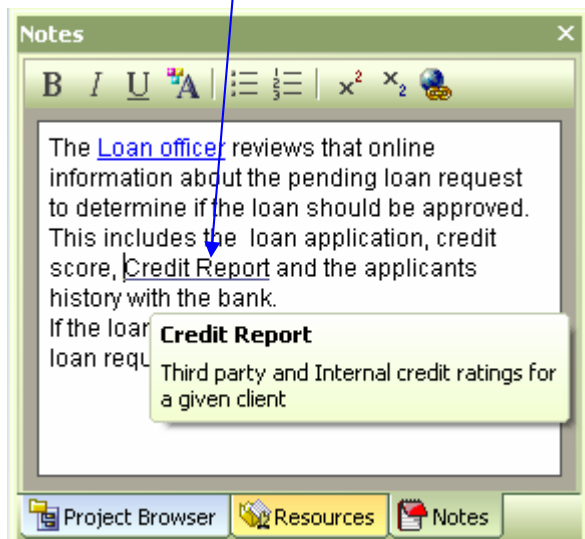 Notes
B I U A x² x₂
The Loan officer reviews that online
information about the pending loan request
to determine if the loan should be approved.
This includes the loan application, credit
score, Credit Report and the applicants
history with the bank.
If the loan
loan requ
Credit Report
Third party and Internal credit ratings for
a given client
Project Browser Resources Notes